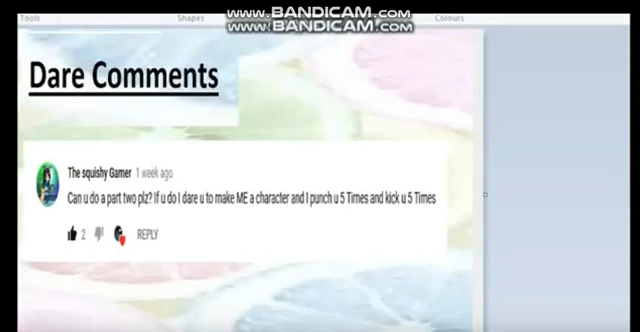 www.BANDICAM.com
www.BANDICAM.com
Tools Shapes Colours
Dare Comments
The squishy Gamer 1 week ago
Can u do a part two plz? If u do I dare u to make ME a character and I punch u 5 Times and kick u 5 Times
2 REPLY